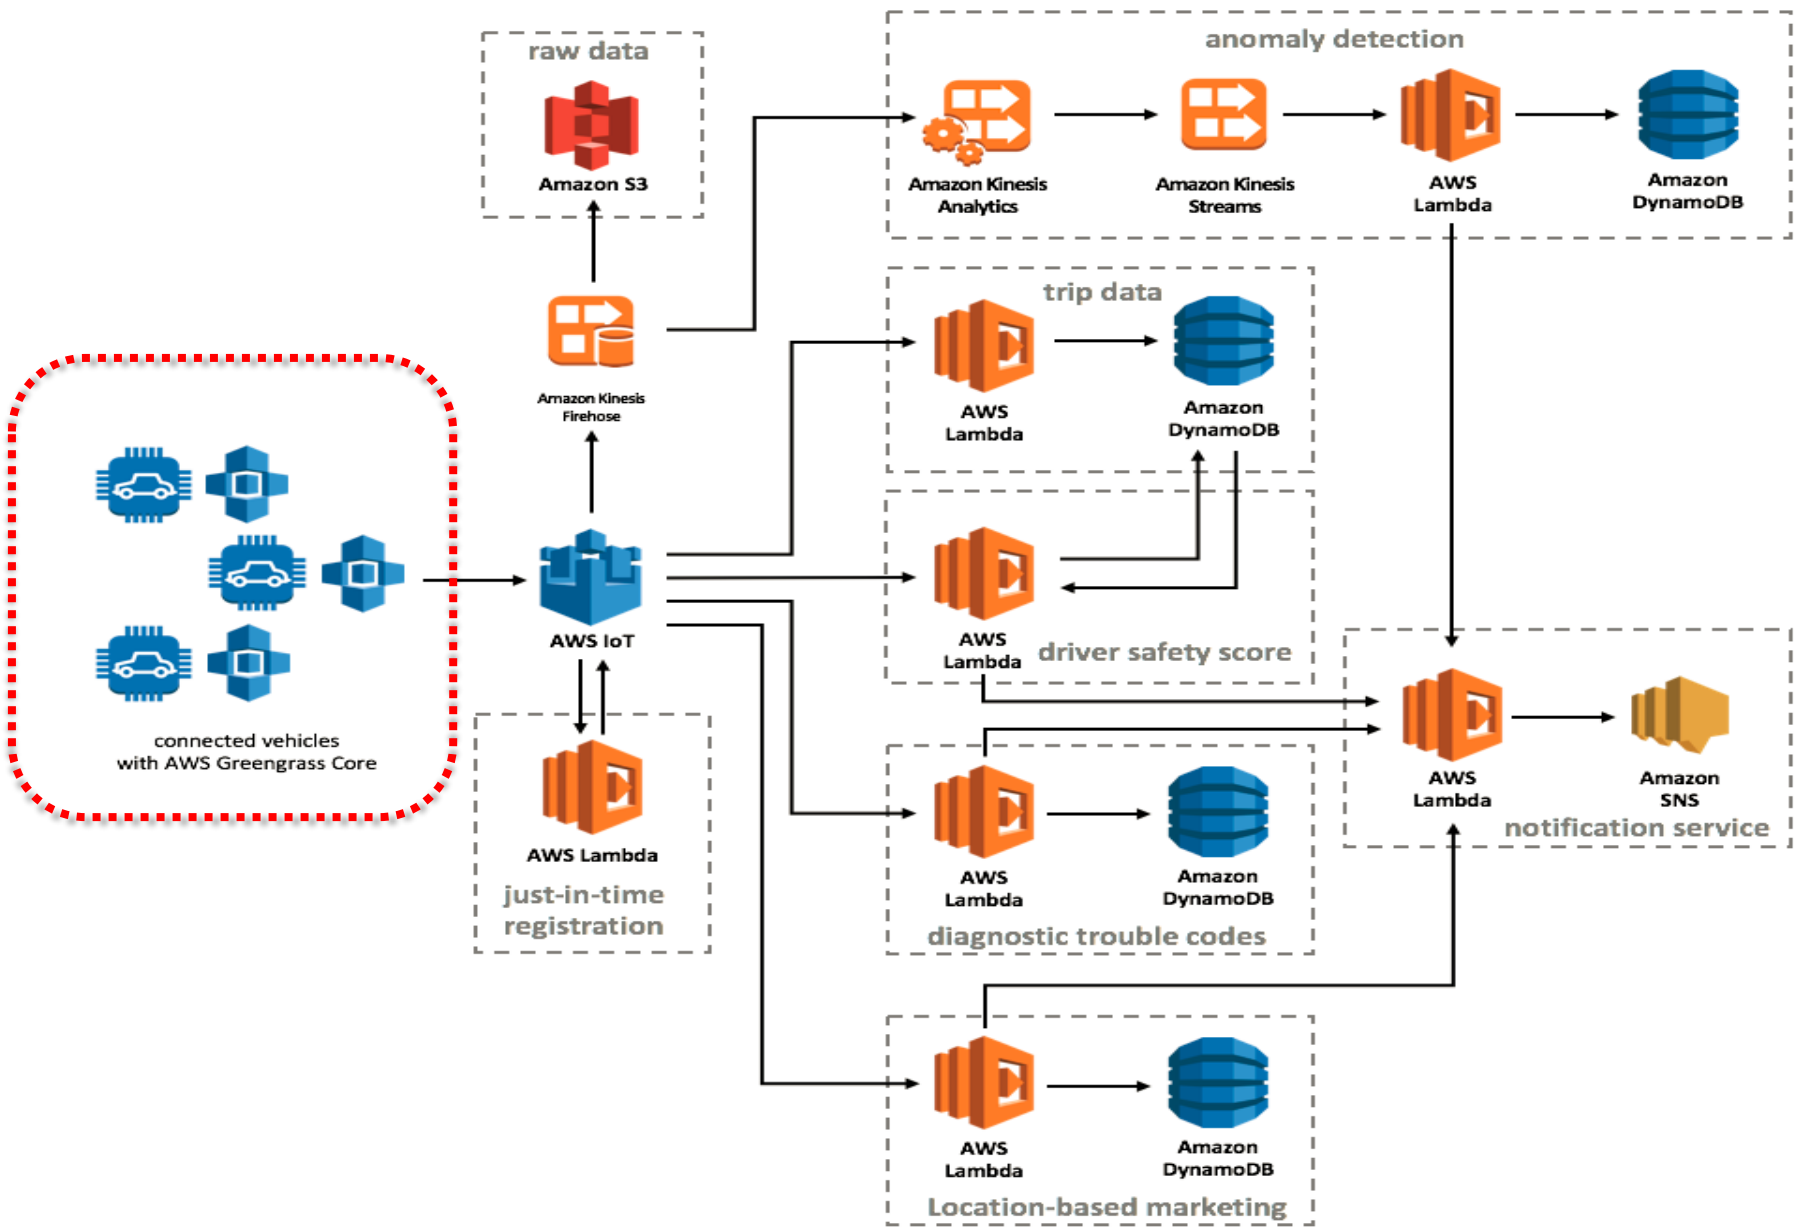 raw data
Amazon S3
anomaly detection
Amazon Kinesis
Analytics
Amazon Kinesis
Streams
AWS
Lambda
Amazon
DynamoDB
Amazon Kinesis
Firehose
trip data
AWS
Lambda
Amazon
DynamoDB
connected vehicles
with AWS Greengrass Core
AWS IoT
AWS
Lambda
driver safety score
AWS Lambda
just-in-time
registration
AWS
Lambda
Amazon
DynamoDB
diagnostic trouble codes
AWS
Lambda
Amazon
SNS
notification service
AWS
Lambda
Amazon
DynamoDB
Location-based marketing